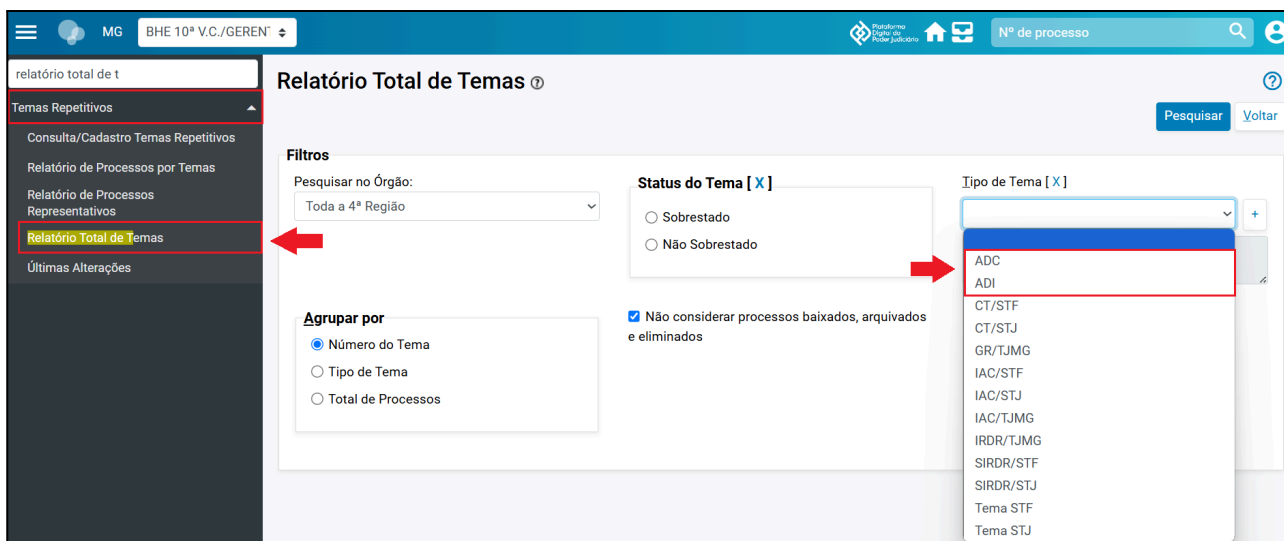 MG
BHE 10ª V.C./GERENT
Plataforma
Digital do
Poder Judiciário
Nº de processo
relatório total de t
Temas Repetitivos
Consulta/Cadastro Temas Repetitivos
Relatório de Processos por Temas
Relatório de Processos
Representativos
Relatório Total de Temas
Últimas Alterações
Relatório Total de Temas
Pesquisar
Voltar
Filtros
Pesquisar no Órgão:
Toda a 4ª Região
Status do Tema [ X ]
Sobrestado
Não Sobrestado
Tipo de Tema [ X ]
+
ADC
ADI
CT/STF
CT/STJ
GR/TJMG
IAC/STF
IAC/STJ
IAC/TJMG
IRDR/TJMG
SIRDR/STF
SIRDR/STJ
Tema STF
Tema STJ
Agrupar por
Número do Tema
Tipo de Tema
Total de Processos
Não considerar processos baixados, arquivados
e eliminados